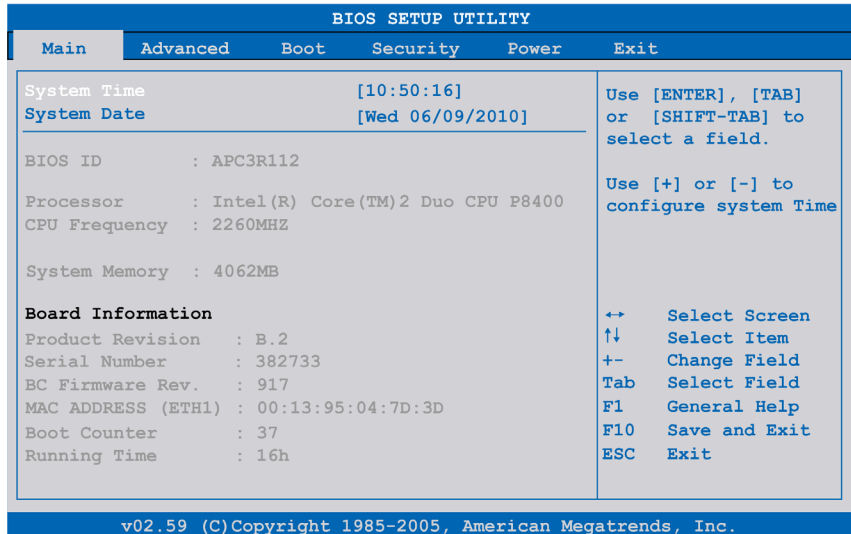 BIOS SETUP UTILITY
Main Advanced Boot Security Power Exit
System Time [10:50:16]
System Date [Wed 06/09/2010]
BIOS ID : APC3R112
Processor : Intel(R) Core(TM)2 Duo CPU P8400
CPU Frequency : 2260MHZ
System Memory : 4062MB
Board Information
Product Revision : B.2
Serial Number : 382733
BC Firmware Rev. : 917
MAC ADDRESS (ETH1) : 00:13:95:04:7D:3D
Boot Counter : 37
Running Time : 16h
Use [ENTER], [TAB]
or [SHIFT-TAB] to
select a field.
Use [+] or [-] to
configure system Time
↔ Select Screen
↑↓ Select Item
+- Change Field
Tab Select Field
F1 General Help
F10 Save and Exit
ESC Exit
v02.59 (C)Copyright 1985-2005, American Megatrends, Inc.